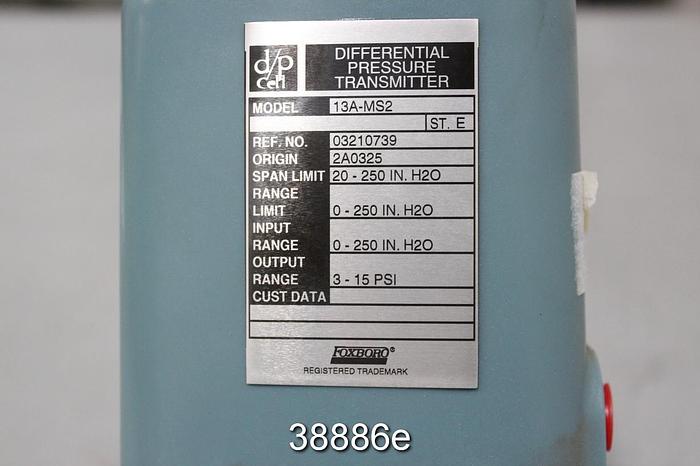 d/p
cell
DIFFERENTIAL
PRESSURE
TRANSMITTER
MODEL 13A-MS2
ST. E
REF. NO. 03210739
ORIGIN 2A0325
SPAN LIMIT 20 - 250 IN. H2O
RANGE
LIMIT 0 - 250 IN. H2O
INPUT
RANGE 0 - 250 IN. H2O
OUTPUT
RANGE 3 - 15 PSI
CUST DATA
FOXBORO®
REGISTERED TRADEMARK
38886e